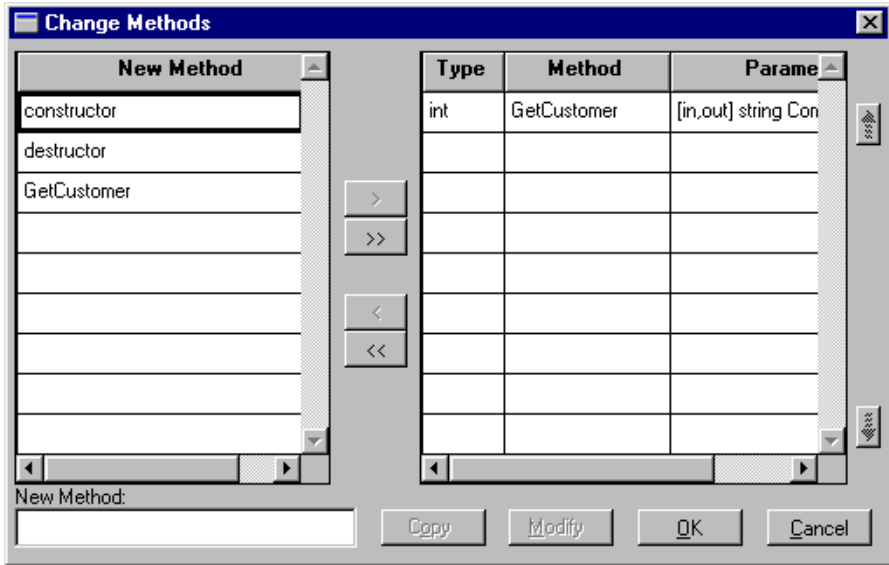 Change Methods
New Method
Type Method Parame
constructor
int GetCustomer [in,out] string Con
destructor
GetCustomer
>
>>
<
<<
New Method:
Copy Modify OK Cancel